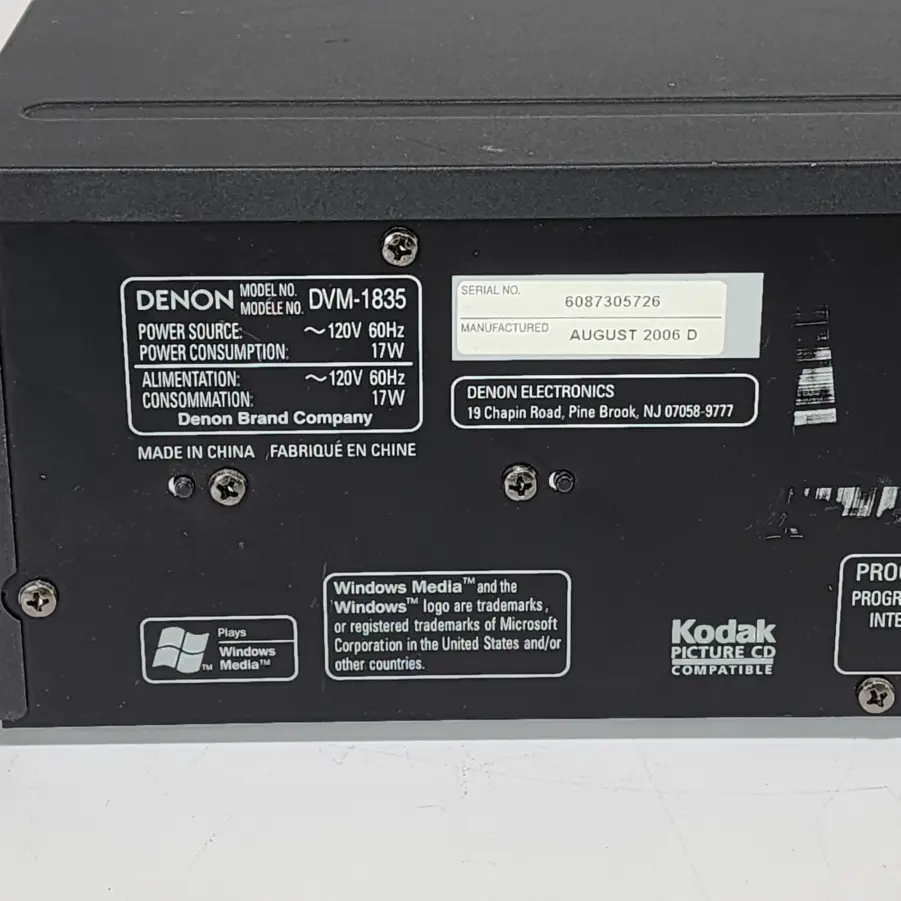 DENON MODEL NO. MODÈLE NO. DVM-1835
POWER SOURCE: ~120V 60Hz
POWER CONSUMPTION: 17W
ALIMENTATION: ~120V 60Hz
CONSOMMATION: 17W
Denon Brand Company
MADE IN CHINA FABRIQUÉ EN CHINE
SERIAL NO. 6087305726
MANUFACTURED AUGUST 2006 D
DENON ELECTRONICS
19 Chapin Road, Pine Brook, NJ 07058-9777
Plays
Windows
Media™
Windows Media™ and the
Windows™ logo are trademarks,
or registered trademarks of Microsoft
Corporation in the United States and/or
other countries.
Kodak
PICTURE CD
COMPATIBLE
PRO
PROGR
INTE